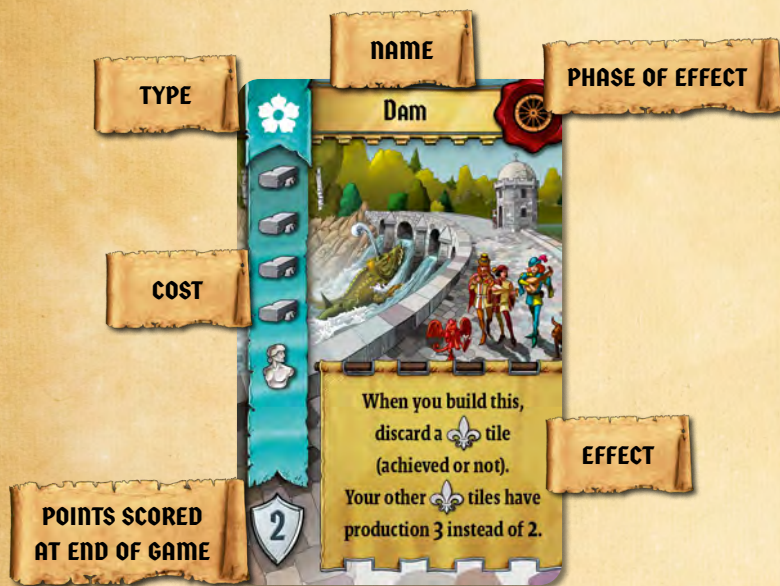 NAME
TYPE
PHASE OF EFFECT
Dam
COST
When you build this,
discard a tile
(achieved or not).
Your other tiles have
production 3 instead of 2.
EFFECT
POINTS SCORED
AT END OF GAME
2